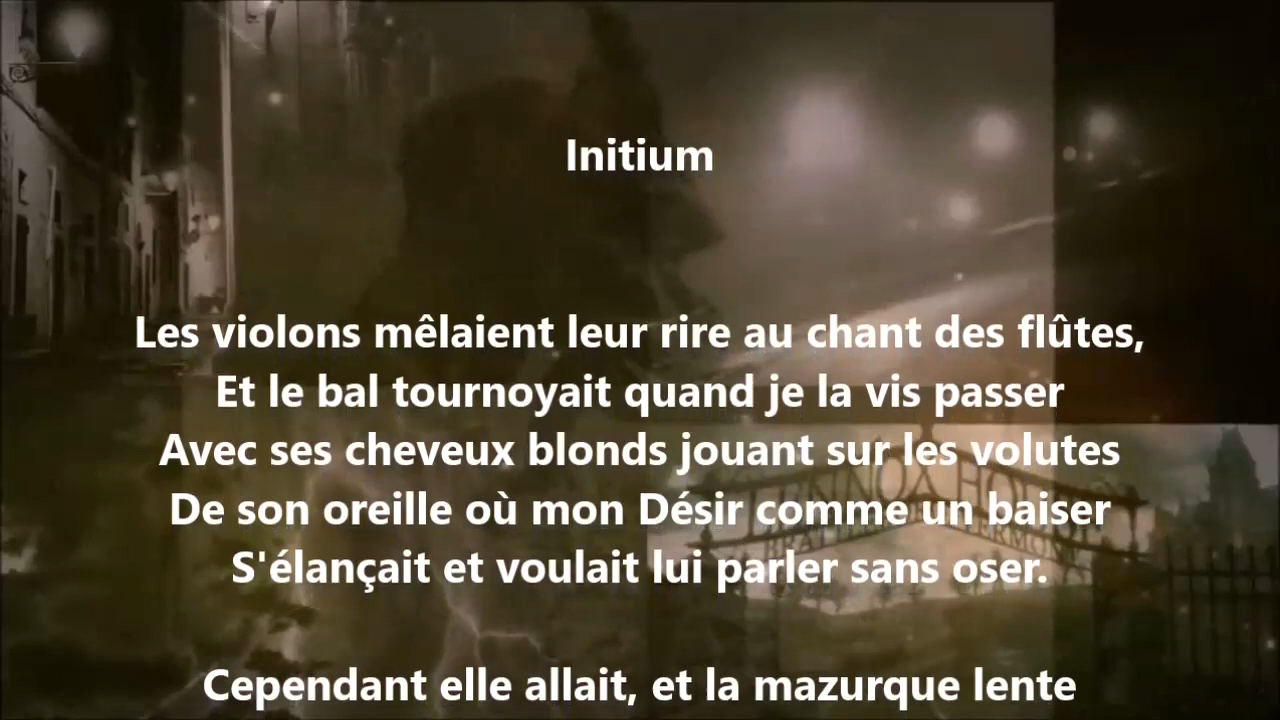 Initium
Les violons mêlaient leur rire au chant des flûtes,
Et le bal tournoyait quand je la vis passer
Avec ses cheveux blonds jouant sur les volutes
De son oreille où mon Désir comme un baiser
S'élançait et voulait lui parler sans oser.
Cependant elle allait, et la mazurque lente